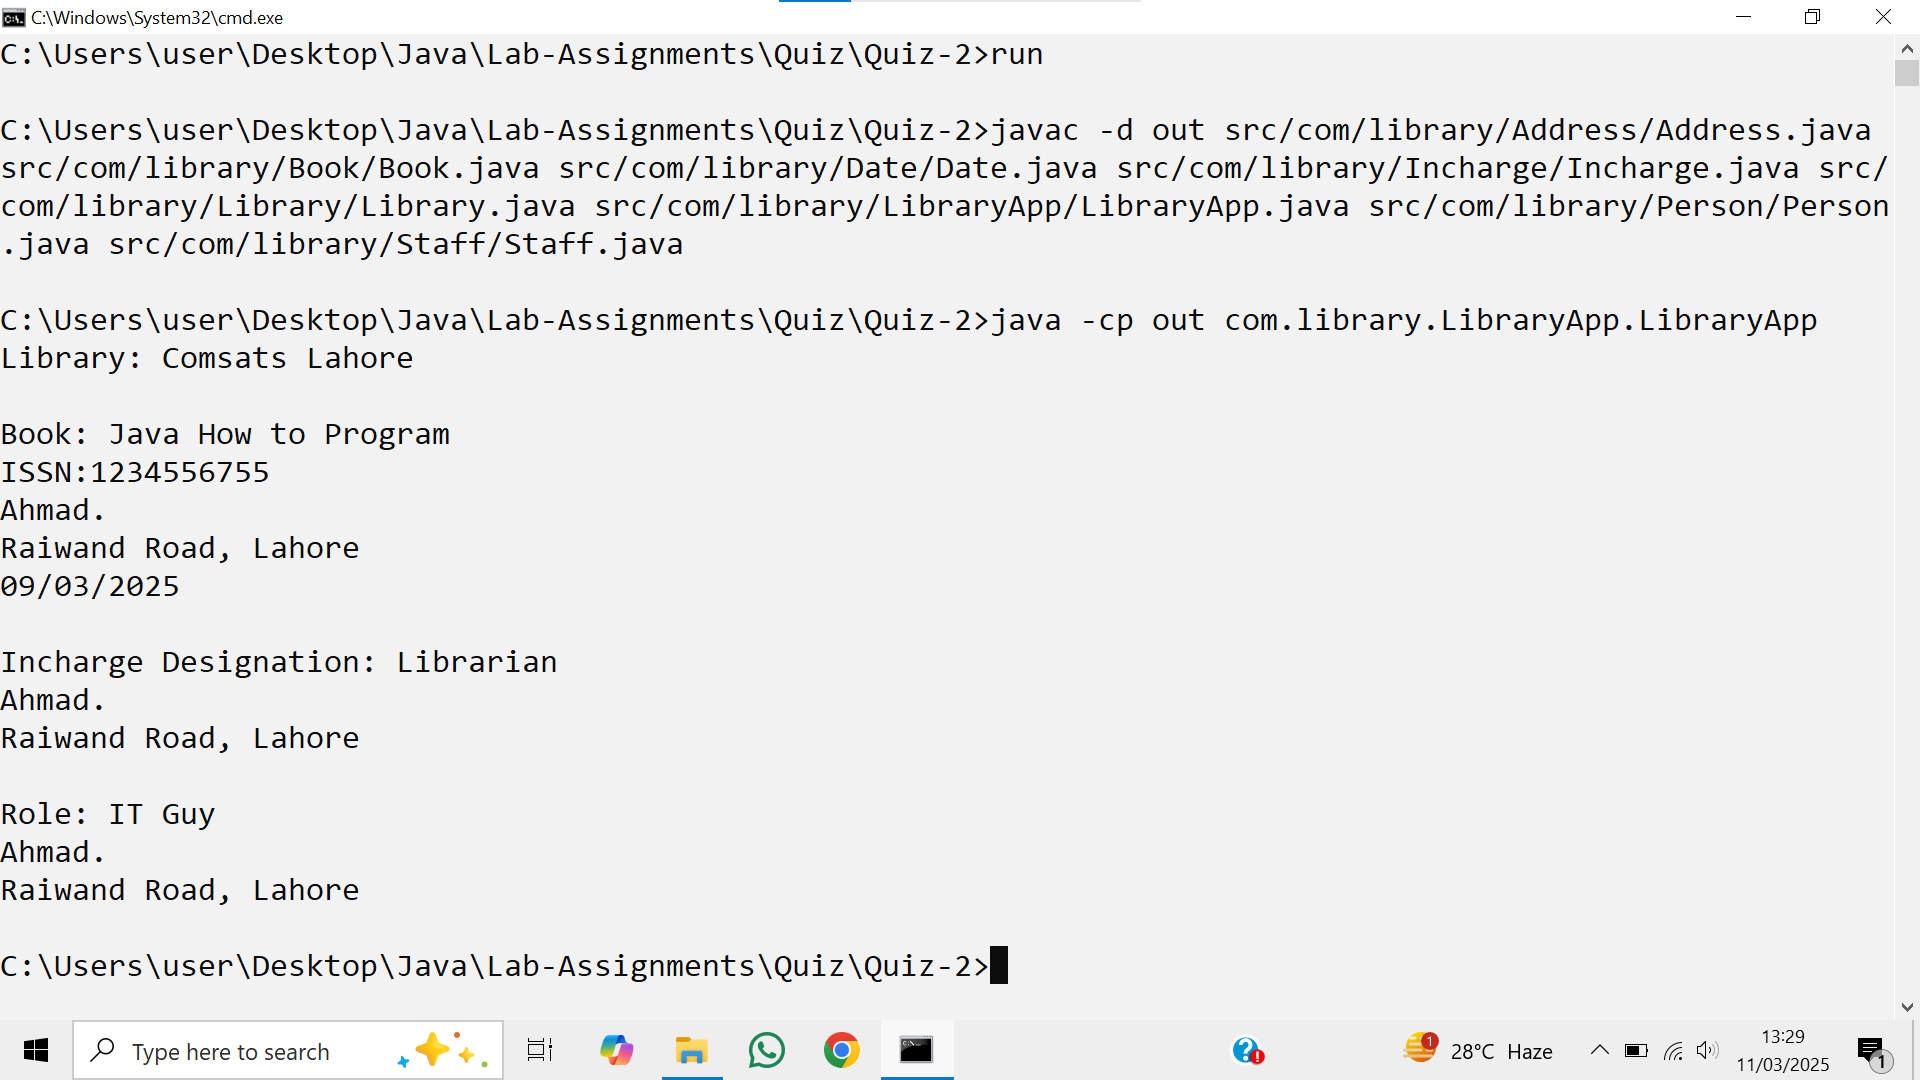 C:\Windows\System32\cmd.exe
C:\Users\user\Desktop\Java\Lab-Assignments\Quiz\Quiz-2>run
C:\Users\user\Desktop\Java\Lab-Assignments\Quiz\Quiz-2>javac -d out src/com/library/Address/Address.java
src/com/library/Book/Book.java src/com/library/Date/Date.java src/com/library/Incharge/Incharge.java src/
com/library/Library/Library.java src/com/library/LibraryApp/LibraryApp.java src/com/library/Person/Person
.java src/com/library/Staff/Staff.java
C:\Users\user\Desktop\Java\Lab-Assignments\Quiz\Quiz-2>java -cp out com.library.LibraryApp.LibraryApp
Library: Comsats Lahore
Book: Java How to Program
ISSN:1234556755
Ahmad.
Raiwand Road, Lahore
09/03/2025
Incharge Designation: Librarian
Ahmad.
Raiwand Road, Lahore
Role: IT Guy
Ahmad.
Raiwand Road, Lahore
C:\Users\user\Desktop\Java\Lab-Assignments\Quiz\Quiz-2>
Type here to search
1
28°C Haze
13:29
11/03/2025
1